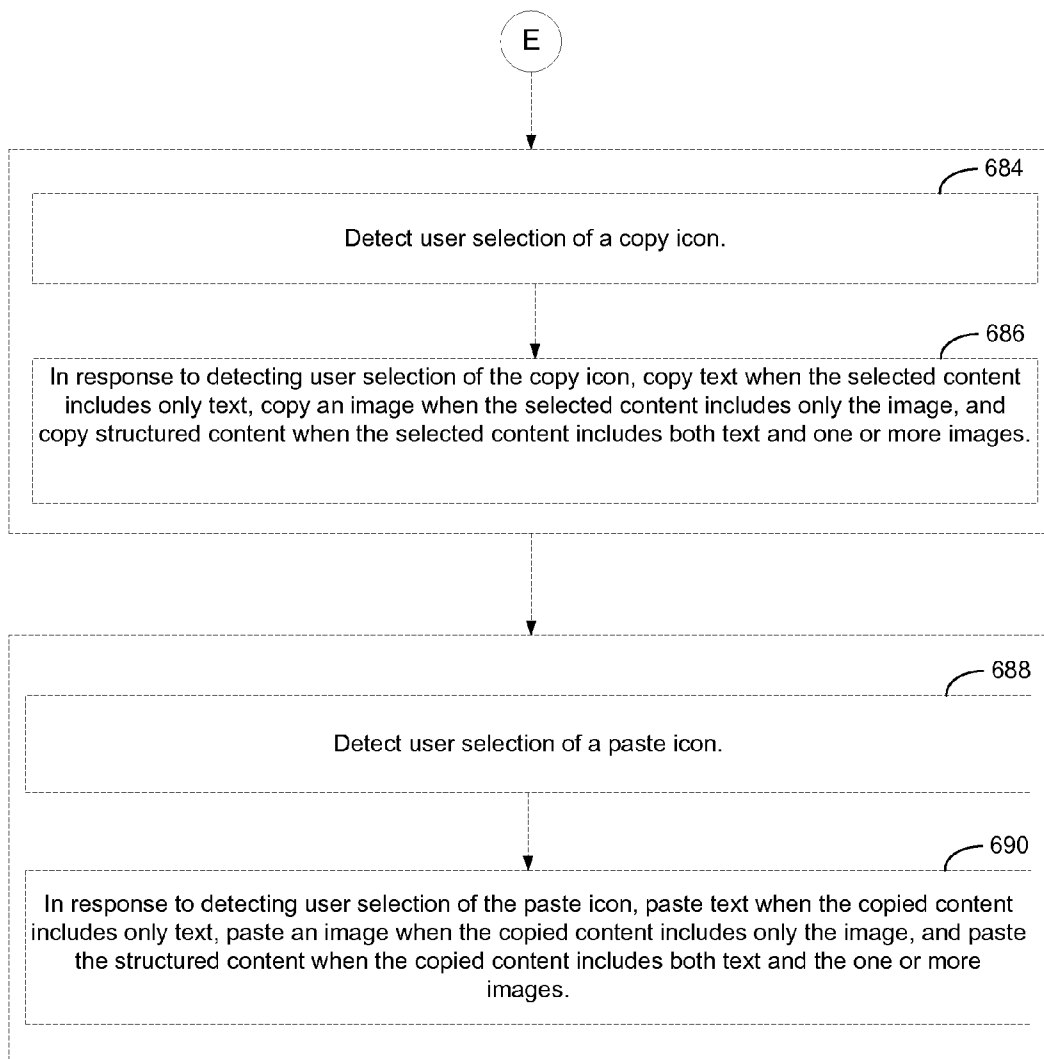 E
684
Detect user selection of a copy icon.
686
In response to detecting user selection of the copy icon, copy text when the selected content
includes only text, copy an image when the selected content includes only the image, and
copy structured content when the selected content includes both text and one or more images.
688
Detect user selection of a paste icon.
690
In response to detecting user selection of the paste icon, paste text when the copied content
includes only text, paste an image when the copied content includes only the image, and paste
the structured content when the copied content includes both text and the one or more
images.